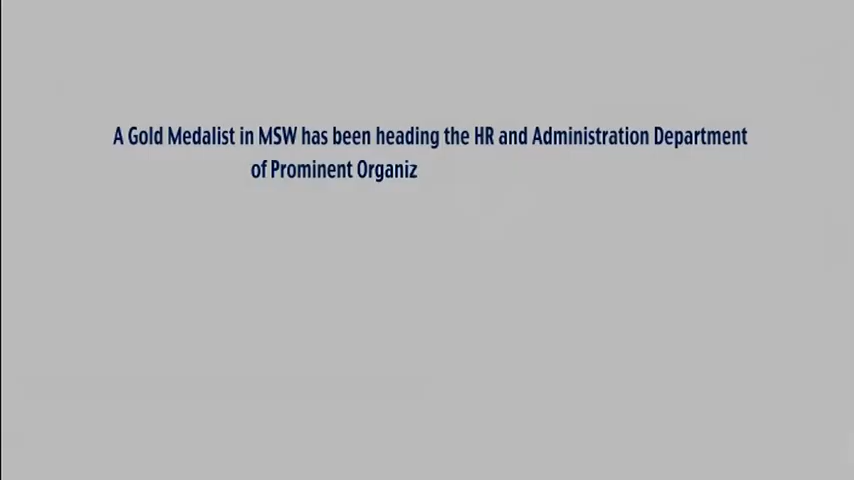 A Gold Medalist in MSW has been heading the HR and Administration Department
of Prominent Organiz